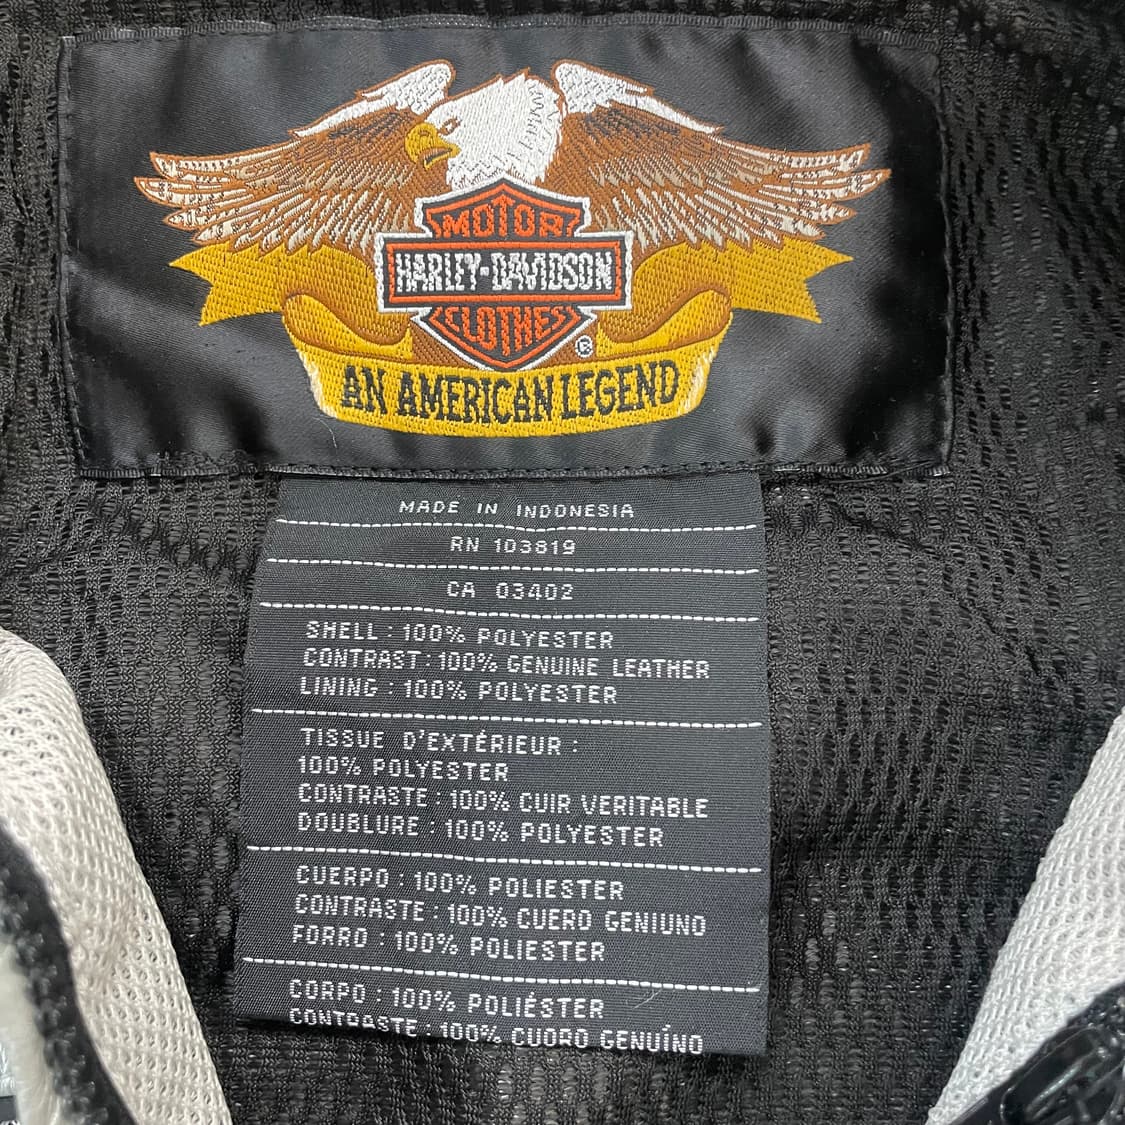 MOTOR
HARLEY-DAVIDSON
CLOTHES
®
AN AMERICAN LEGEND
MADE IN INDONESIA
RN 103819
CA 03402
SHELL : 100% POLYESTER
CONTRAST : 100% GENUINE LEATHER
LINING : 100% POLYESTER
TISSUE D'EXTÉRIEUR :
100% POLYESTER
CONTRASTE : 100% CUIR VERITABLE
DOUBLURE : 100% POLYESTER
CUERPO : 100% POLIESTER
CONTRASTE : 100% CUERO GENIUNO
FORRO : 100% POLIESTER
CORPO : 100% POLIÉSTER
CONTRASTE : 100% CUORO GENUÍNO